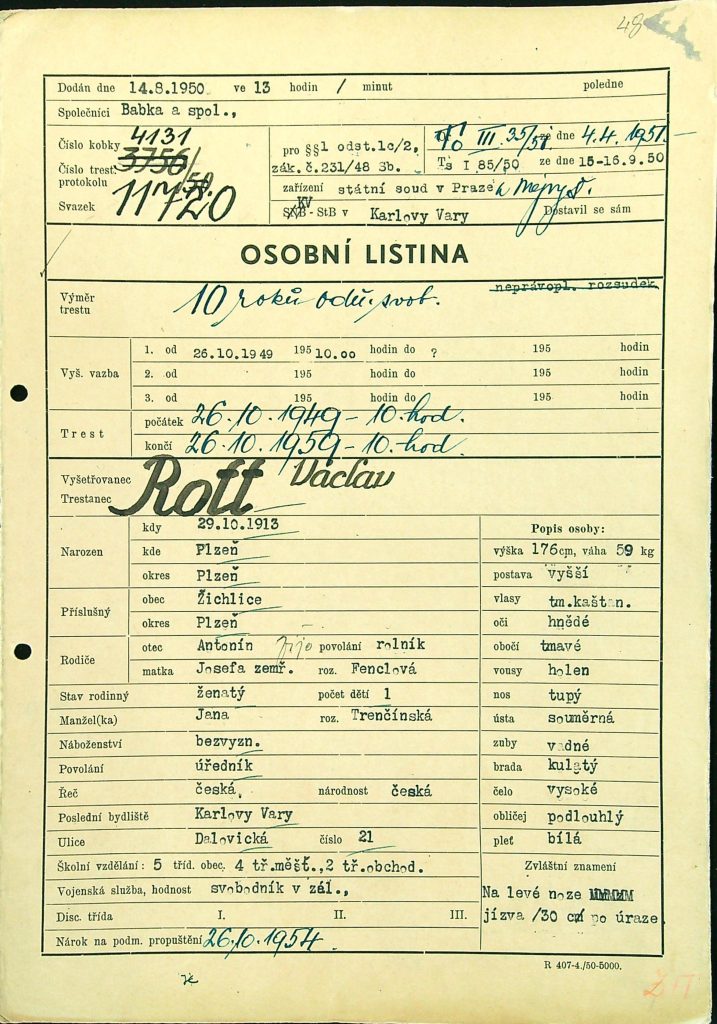 48
Dodán dne 14.8.1950 ve 13 hodin / minut poledne
Společníci Babka a spol.,
Číslo kobky 4131
Číslo trest. protokolu 3756/50
Svazek 11720
pro §§1 odst.1c/2, zák.č.231/48 Sb.
To III. 35/51 ze dne 4.4.1951.-
Ts I 85/50 ze dne 15-16.9.50
zařízení státní soud v Praze
KV
SNB - StB v Karlovy Vary Dostavil se sám
OSOBNÍ LISTINA
neprávopl. rozsudek
Výměr trestu 10 roků odň. svob.
Vyš. vazba
1. od 26.10.1949 195 10.00 hodin do ? 195 hodin
2. od 195 hodin do 195 hodin
3. od 195 hodin do 195 hodin
Trest
počátek 26.10.1949 - 10. hod.
končí 26.10.1959 - 10. hod.
Vyšetřovanec
Trestanec Rott Václav
Narozen
kdy 29.10.1913
kde Plzeň
okres Plzeň
Příslušný
obec Žichlice
okres Plzeň
Rodiče
otec Antonín žije povolání rolník
matka Josefa zemř. roz. Fenclová
Stav rodinný ženatý počet dětí 1
Manžel(ka) Jana roz. Trenčínská
Náboženství bezvyzn.
Povolání úředník
Řeč česká, národnost česká
Poslední bydliště Karlovy Vary
Ulice Dalovická číslo 21
Školní vzdělání: 5 tříd. obec. 4 tř.měšť.,2 tř.obchod.
Vojenská služba, hodnost svobodník v zál.,
Disc. třída I. II. III.
Nárok na podm. propuštění 26.10.1954.
Popis osoby:
výška 176cm, váha 59 kg
postava vyšší
vlasy tm.kaštan.
oči hnědé
obočí tmavé
vousy holen
nos tupý
ústa souměrná
zuby vadné
brada kulatý
čelo vysoké
obličej podlouhlý
pleť bílá
Zvláštní znamení
Na levé noze
jízva /30 cm po úraze.
R 407-4./50-5000.